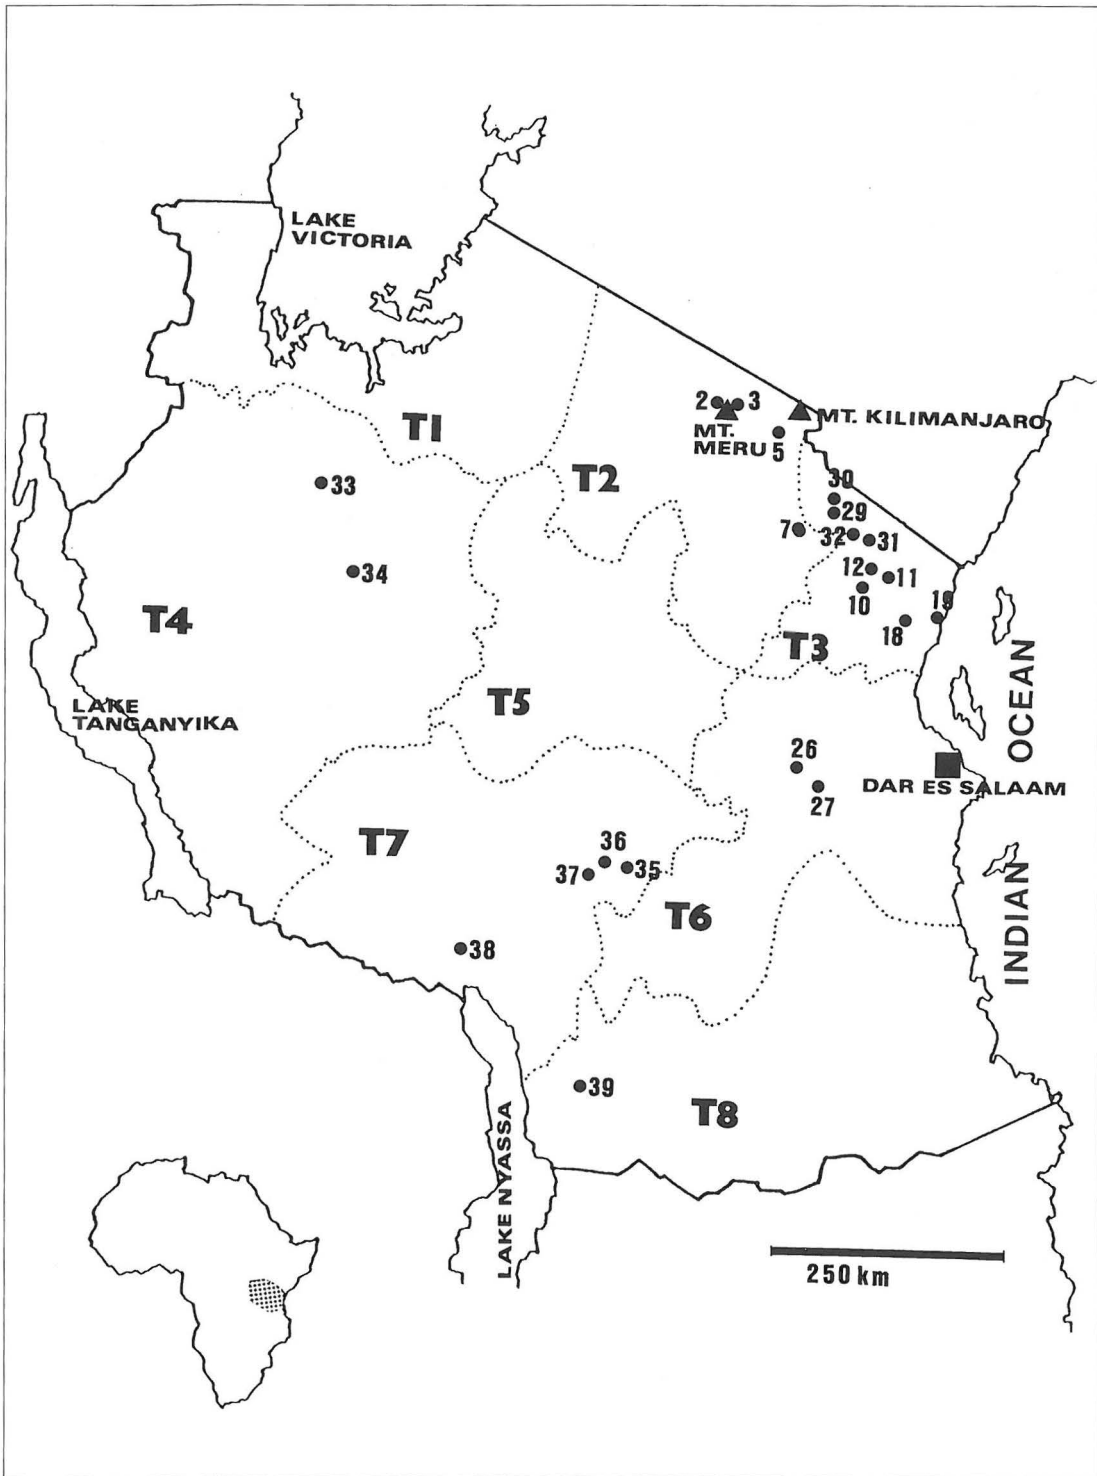 LAKE
VICTORIA
T1
2
3
MT. KILIMANJARO
MT.
MERU
5
T2
33
30
29
7
32
31
34
12
11
10
19
18
T4
T3
LAKE
TANGANYIKA
T5
INDIAN OCEAN
26
DAR ES SALAAM
27
T7
36
37
35
T6
38
39
T8
LAKE NYASSA
250 km